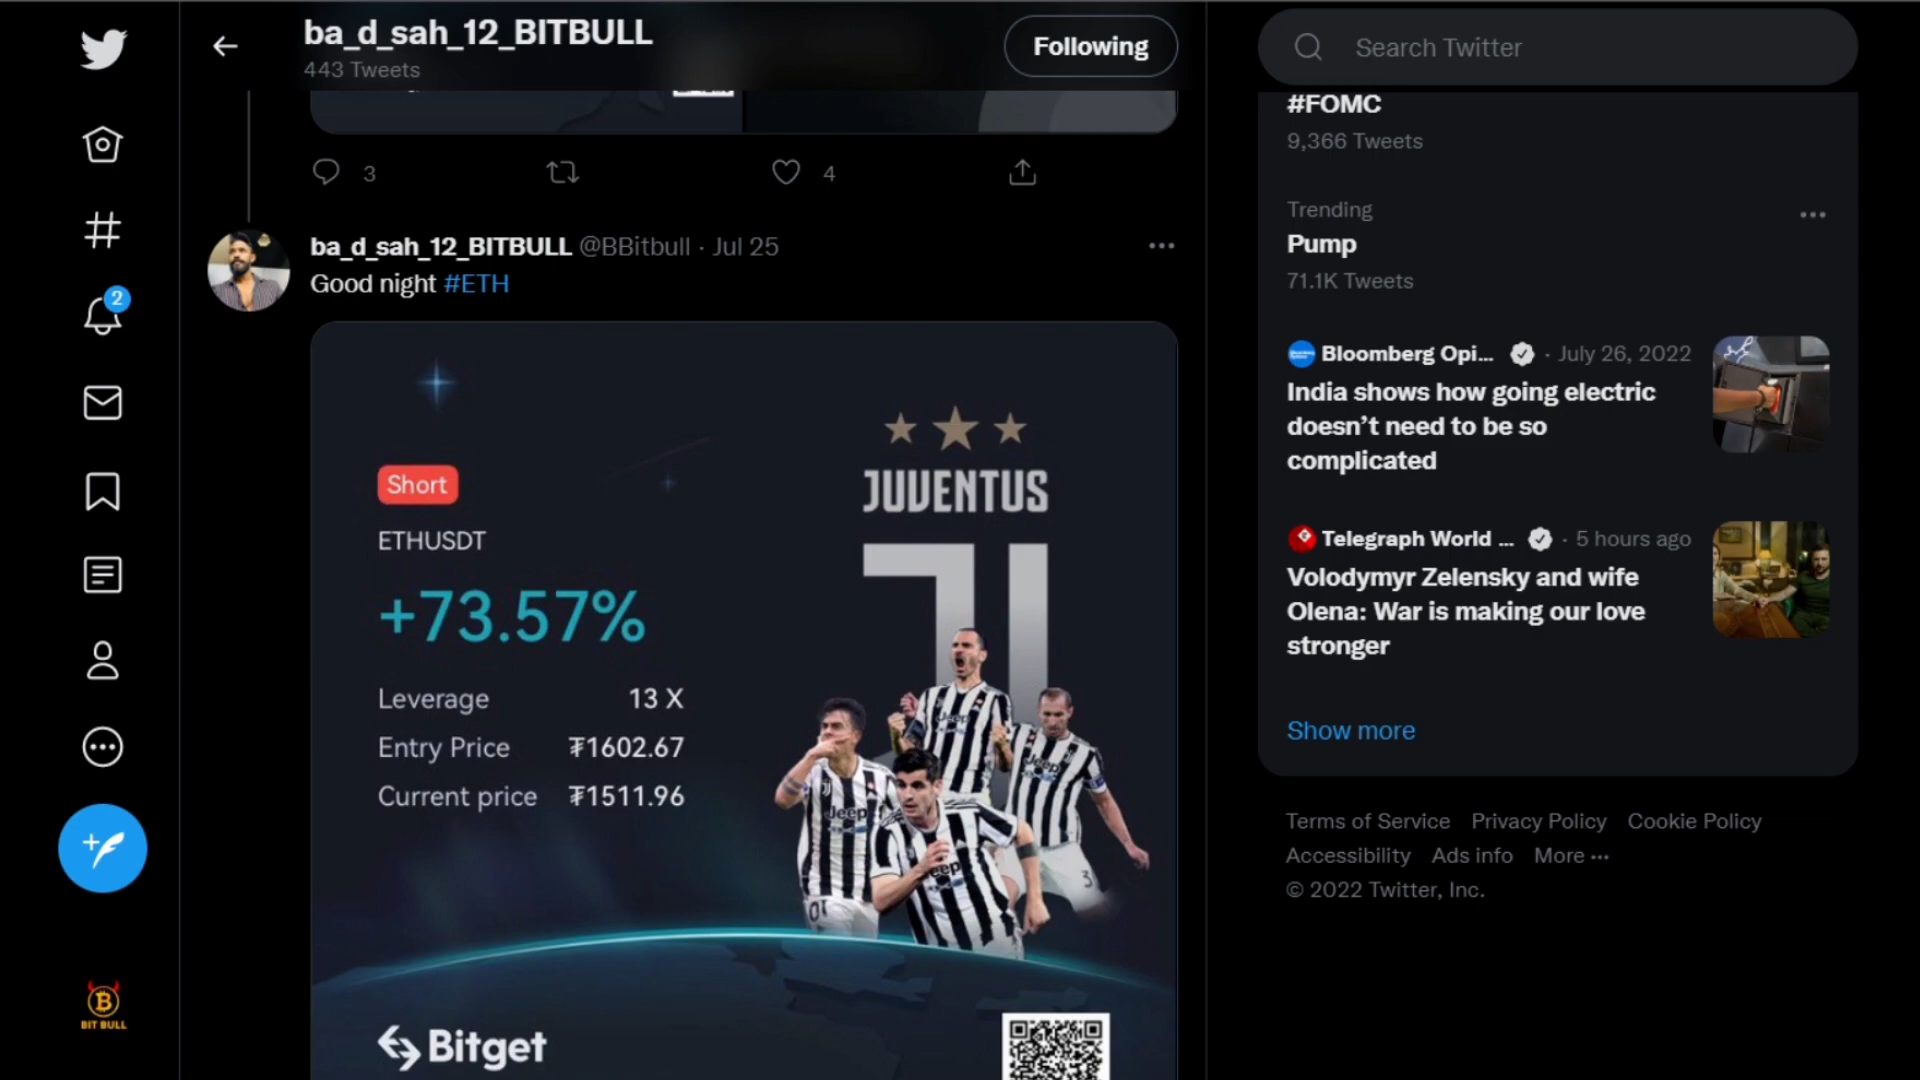 ba_d_sah_12_BITBULL
443 Tweets
Following
3
4
ba_d_sah_12_BITBULL @BBitbull · Jul 25
Good night #ETH
Short
ETHUSDT
+73.57%
Leverage 13 X
Entry Price ₮1602.67
Current price ₮1511.96
JUVENTUS
Jeep
Jeep
Bitget
2
BIT BULL
Search Twitter
#FOMC
9,366 Tweets
Trending
Pump
71.1K Tweets
Bloomberg Opi... · July 26, 2022
India shows how going electric
doesn’t need to be so
complicated
Telegraph World ... · 5 hours ago
Volodymyr Zelensky and wife
Olena: War is making our love
stronger
Show more
Terms of Service Privacy Policy Cookie Policy
Accessibility Ads info More ···
© 2022 Twitter, Inc.